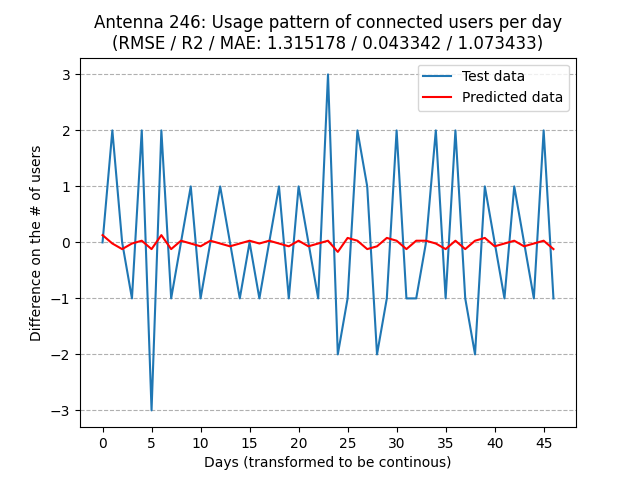 Antenna 246: Usage pattern of connected users per day
(RMSE / R2 / MAE: 1.315178 / 0.043342 / 1.073433)
Test data
Predicted data
3
2
1
0
−1
−2
−3
Difference on the # of users
0 5 10 15 20 25 30 35 40 45
Days (transformed to be continous)